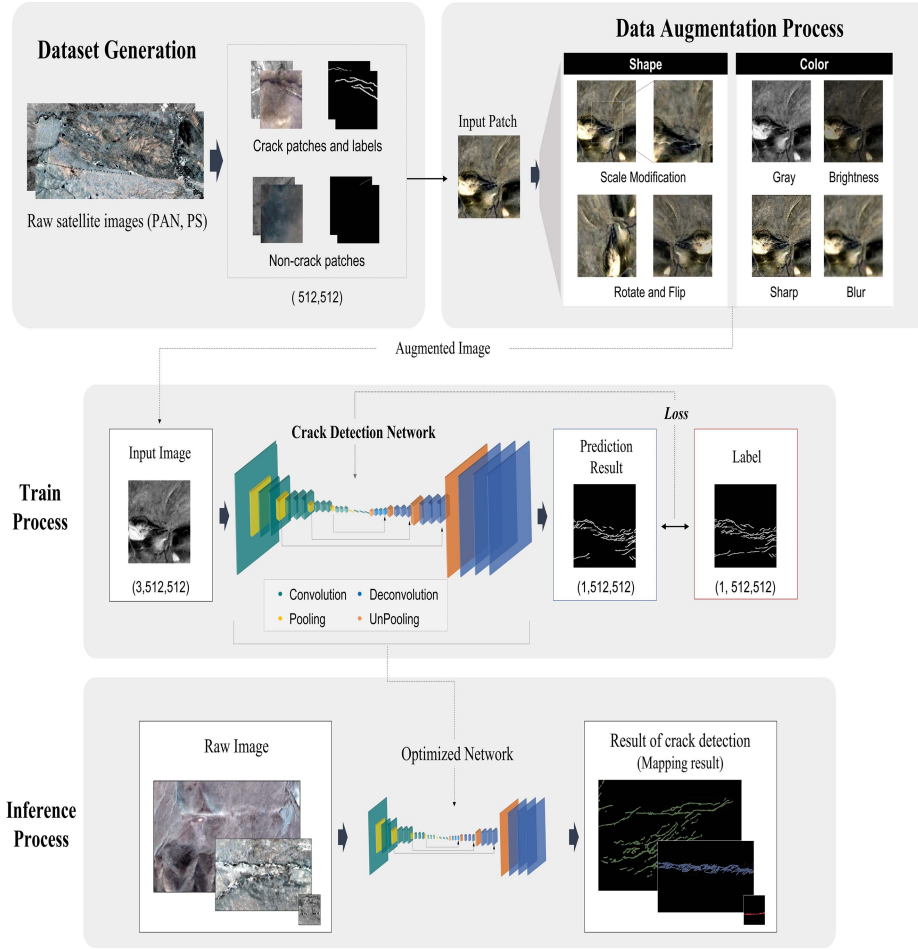 Dataset Generation
Raw satellite images (PAN, PS)
Crack patches and labels
Non-crack patches
( 512,512)
Data Augmentation Process
Input Patch
Shape
Color
Scale Modification
Gray
Brightness
Rotate and Flip
Sharp
Blur
Augmented Image
Train
Process
Input Image
(3,512,512)
Crack Detection Network
Convolution
Deconvolution
Pooling
UnPooling
Loss
Prediction
Result
(1,512,512)
Label
(1, 512,512)
Inference
Process
Raw Image
Optimized Network
Result of crack detection
(Mapping result)